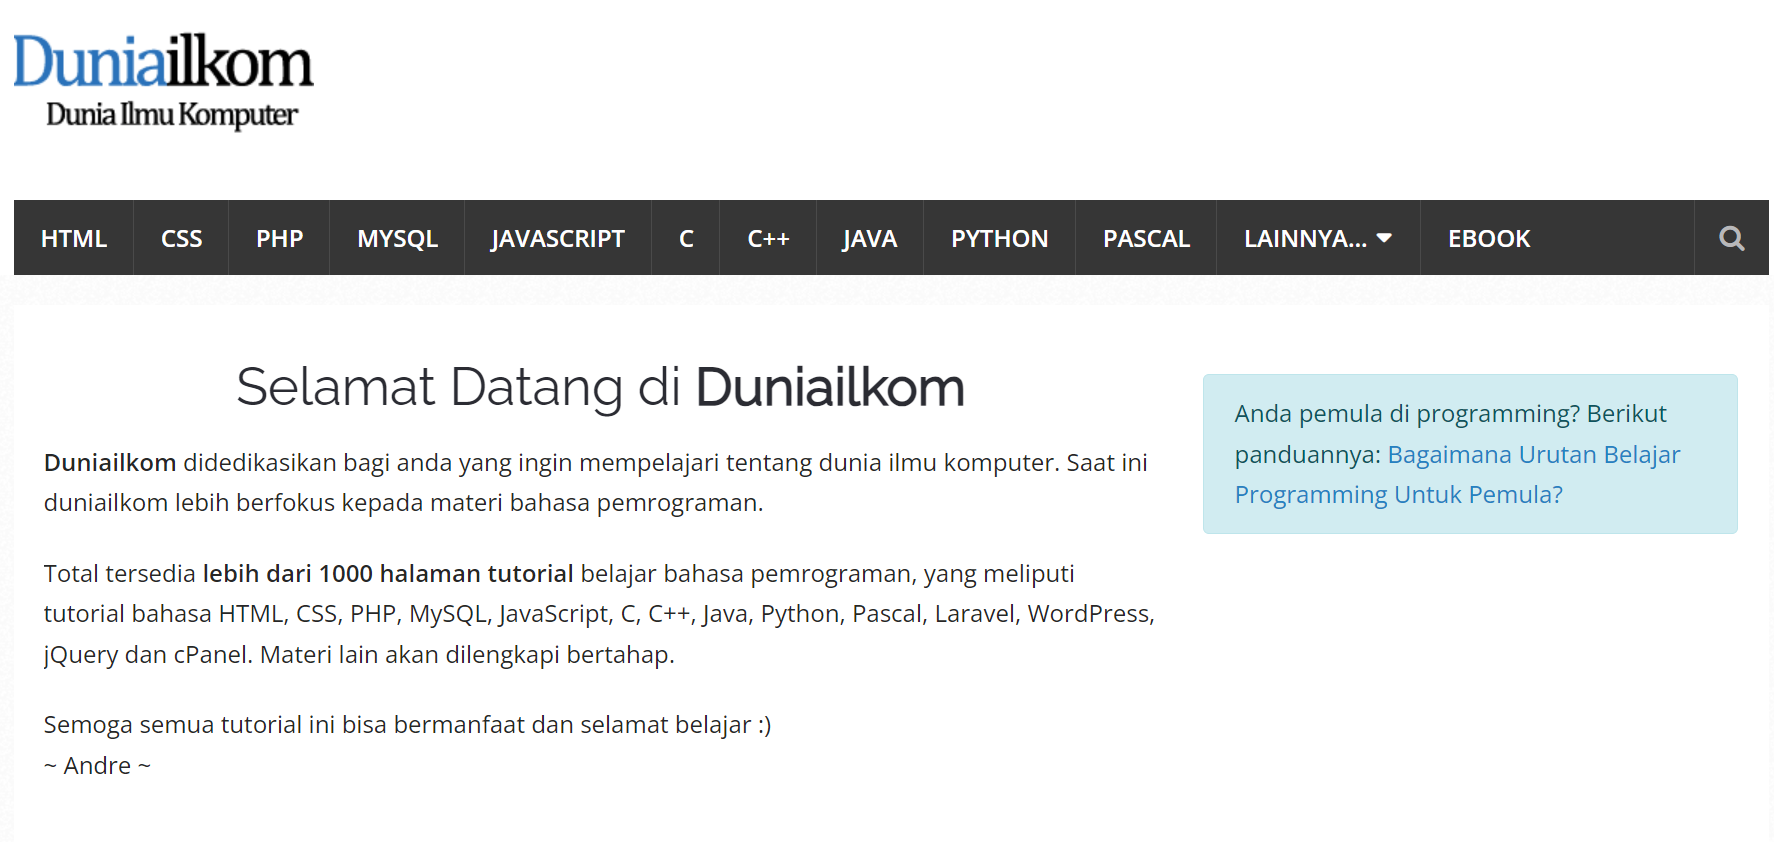 Duniailkom
Dunia Ilmu Komputer
HTML CSS PHP MYSQL JAVASCRIPT C C++ JAVA PYTHON PASCAL LAINNYA... EBOOK
Selamat Datang di Duniailkom
Duniailkom didedikasikan bagi anda yang ingin mempelajari tentang dunia ilmu komputer. Saat ini
duniailkom lebih berfokus kepada materi bahasa pemrograman.
Total tersedia lebih dari 1000 halaman tutorial belajar bahasa pemrograman, yang meliputi
tutorial bahasa HTML, CSS, PHP, MySQL, JavaScript, C, C++, Java, Python, Pascal, Laravel, WordPress,
jQuery dan cPanel. Materi lain akan dilengkapi bertahap.
Semoga semua tutorial ini bisa bermanfaat dan selamat belajar :)
~ Andre ~
Anda pemula di programming? Berikut
panduannya: Bagaimana Urutan Belajar
Programming Untuk Pemula?